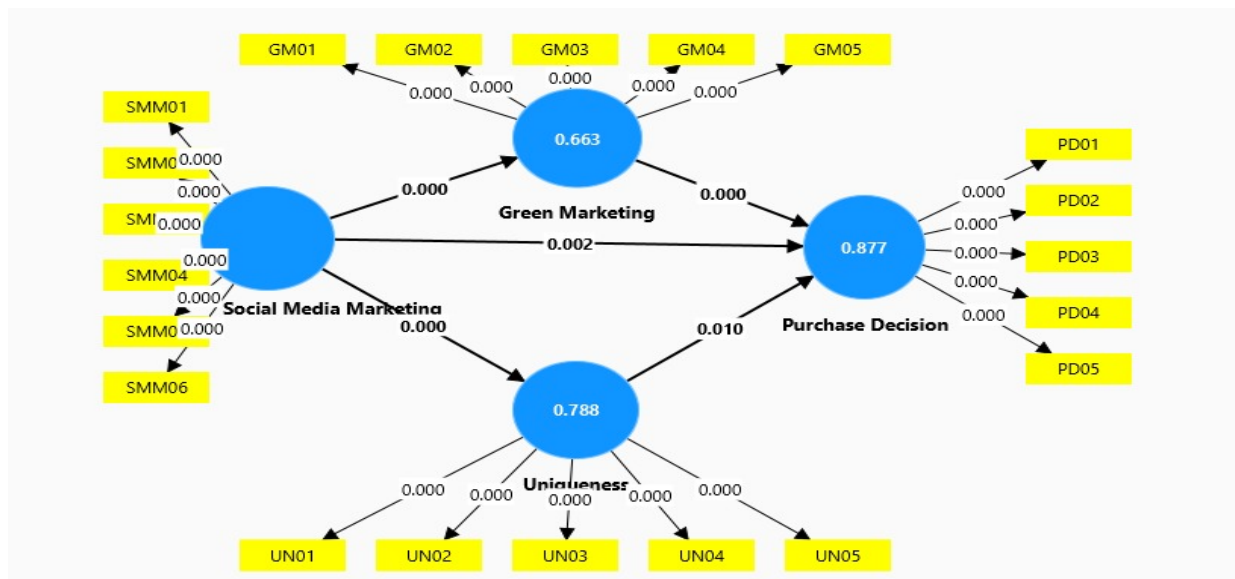 GM01 GM02 GM03 GM04 GM05
0.000 0.000 0.000 0.000 0.000
SMM01
SMM04
SMM06
0.000
0.000
0.000
0.000
0.000
0.000
Social Media Marketing
0.663
Green Marketing
0.000
0.002
0.000
0.000
0.010
0.788
Uniqueness
0.877
Purchase Decision
0.000
0.000
0.000
0.000
0.000
PD01
PD02
PD03
PD04
PD05
0.000 0.000 0.000 0.000 0.000
UN01 UN02 UN03 UN04 UN05